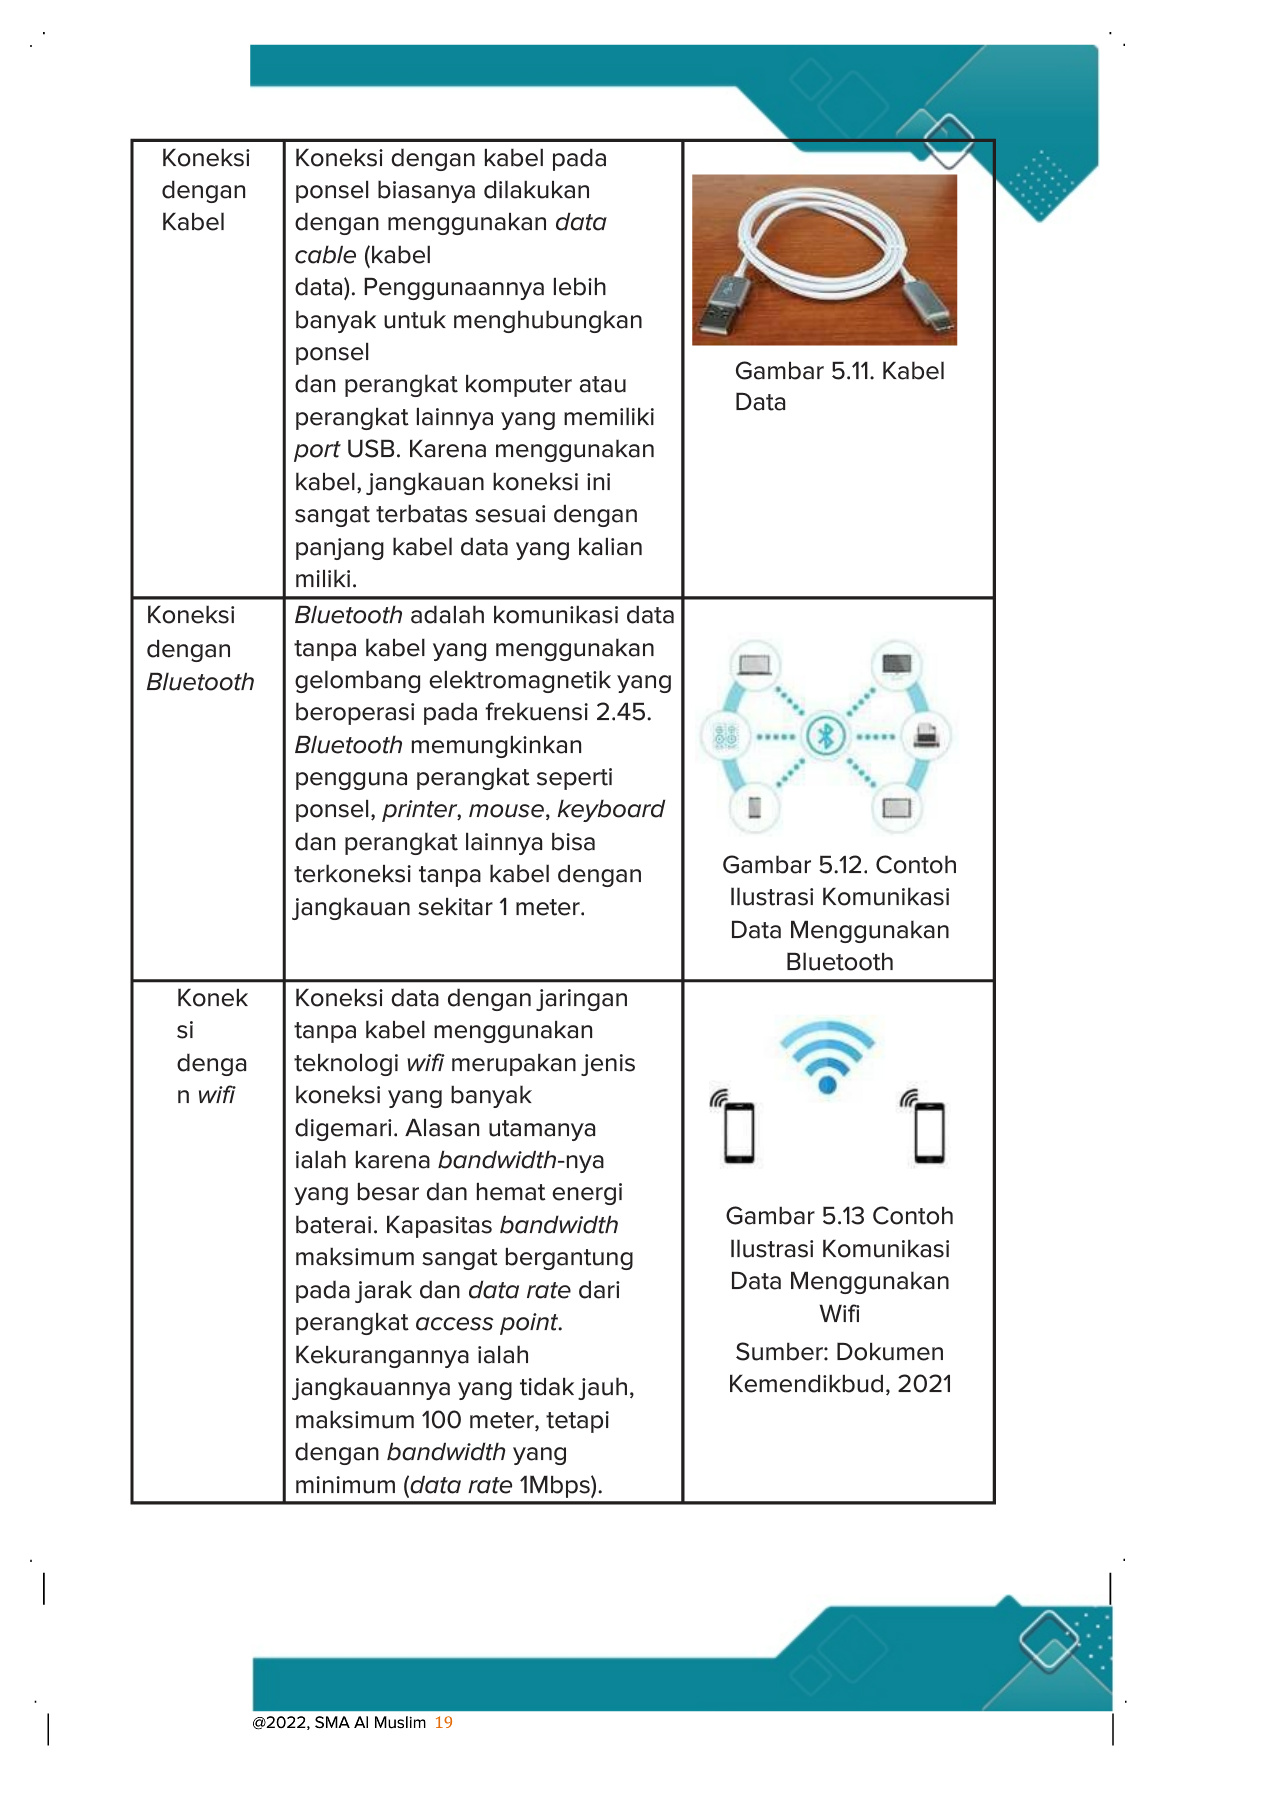 Koneksi
dengan
Kabel
Koneksi dengan kabel pada
ponsel biasanya dilakukan
dengan menggunakan data
cable (kabel
data). Penggunaannya lebih
banyak untuk menghubungkan
ponsel
dan perangkat komputer atau
perangkat lainnya yang memiliki
port USB. Karena menggunakan
kabel, jangkauan koneksi ini
sangat terbatas sesuai dengan
panjang kabel data yang kalian
miliki.
Gambar 5.11. Kabel
Data
Koneksi
dengan
Bluetooth
Bluetooth adalah komunikasi data
tanpa kabel yang menggunakan
gelombang elektromagnetik yang
beroperasi pada frekuensi 2.45.
Bluetooth memungkinkan
pengguna perangkat seperti
ponsel, printer, mouse, keyboard
dan perangkat lainnya bisa
terkoneksi tanpa kabel dengan
jangkauan sekitar 1 meter.
Gambar 5.12. Contoh
Ilustrasi Komunikasi
Data Menggunakan
Bluetooth
Konek
si
denga
n wifi
Koneksi data dengan jaringan
tanpa kabel menggunakan
teknologi wifi merupakan jenis
koneksi yang banyak
digemari. Alasan utamanya
ialah karena bandwidth-nya
yang besar dan hemat energi
baterai. Kapasitas bandwidth
maksimum sangat bergantung
pada jarak dan data rate dari
perangkat access point.
Kekurangannya ialah
jangkauannya yang tidak jauh,
maksimum 100 meter, tetapi
dengan bandwidth yang
minimum (data rate 1Mbps).
Gambar 5.13 Contoh
Ilustrasi Komunikasi
Data Menggunakan
Wifi
Sumber: Dokumen
Kemendikbud, 2021
@2022, SMA Al Muslim 19